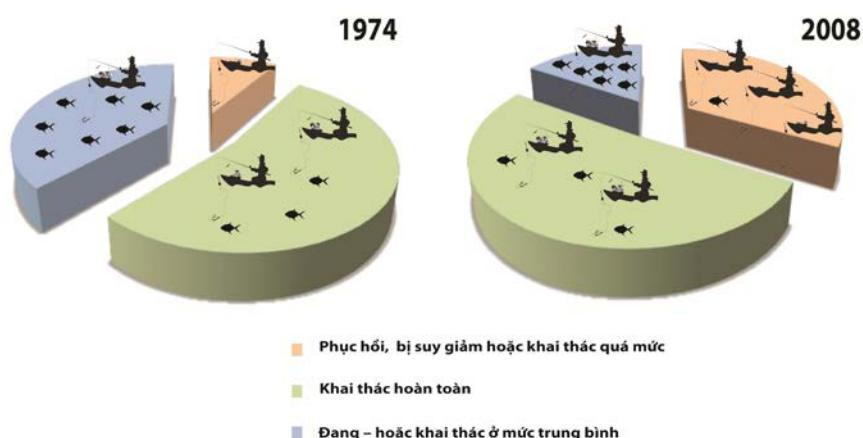 1974
2008
Phục hồi, bị suy giảm hoặc khai thác quá mức
Khai thác hoàn toàn
Đang – hoặc khai thác ở mức trung bình